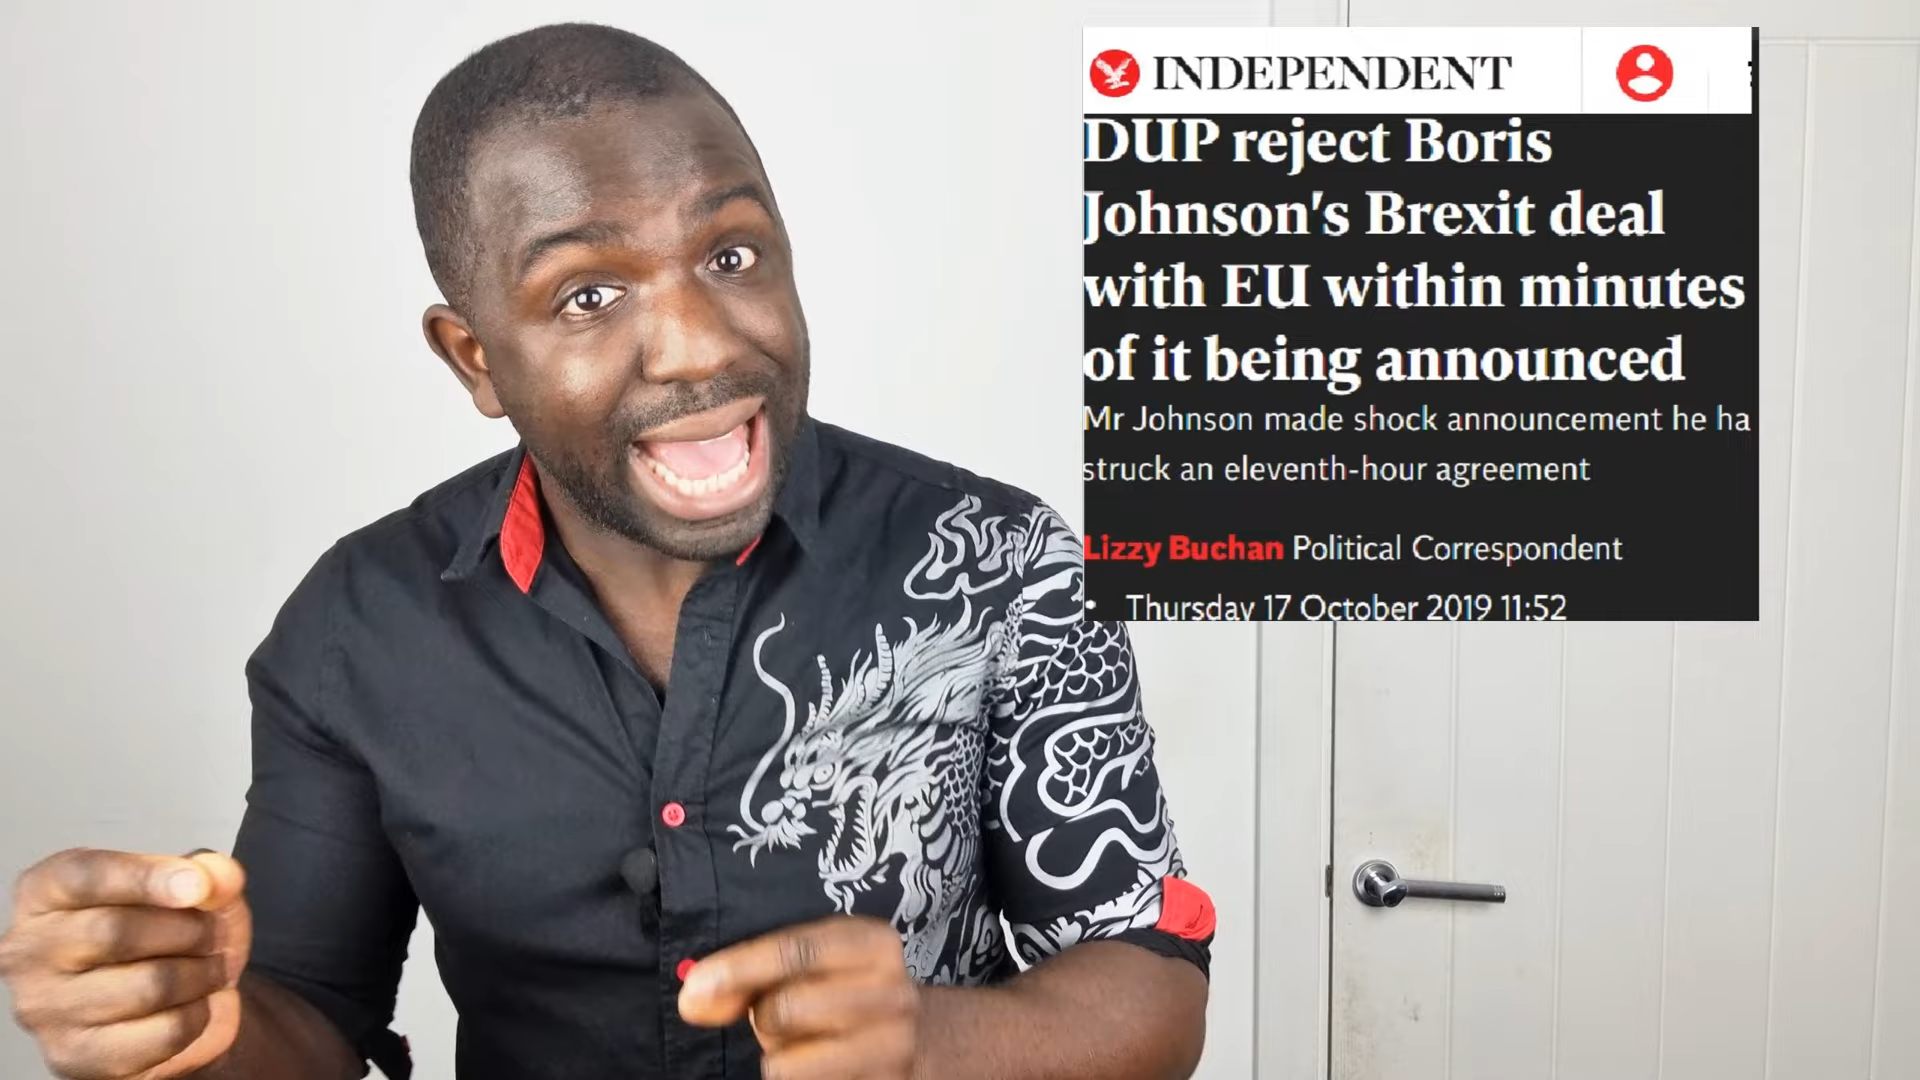 INDEPENDENT
DUP reject Boris
Johnson's Brexit deal
with EU within minutes
of it being announced
Mr Johnson made shock announcement he ha
struck an eleventh-hour agreement
Lizzy Buchan Political Correspondent
• Thursday 17 October 2019 11:52